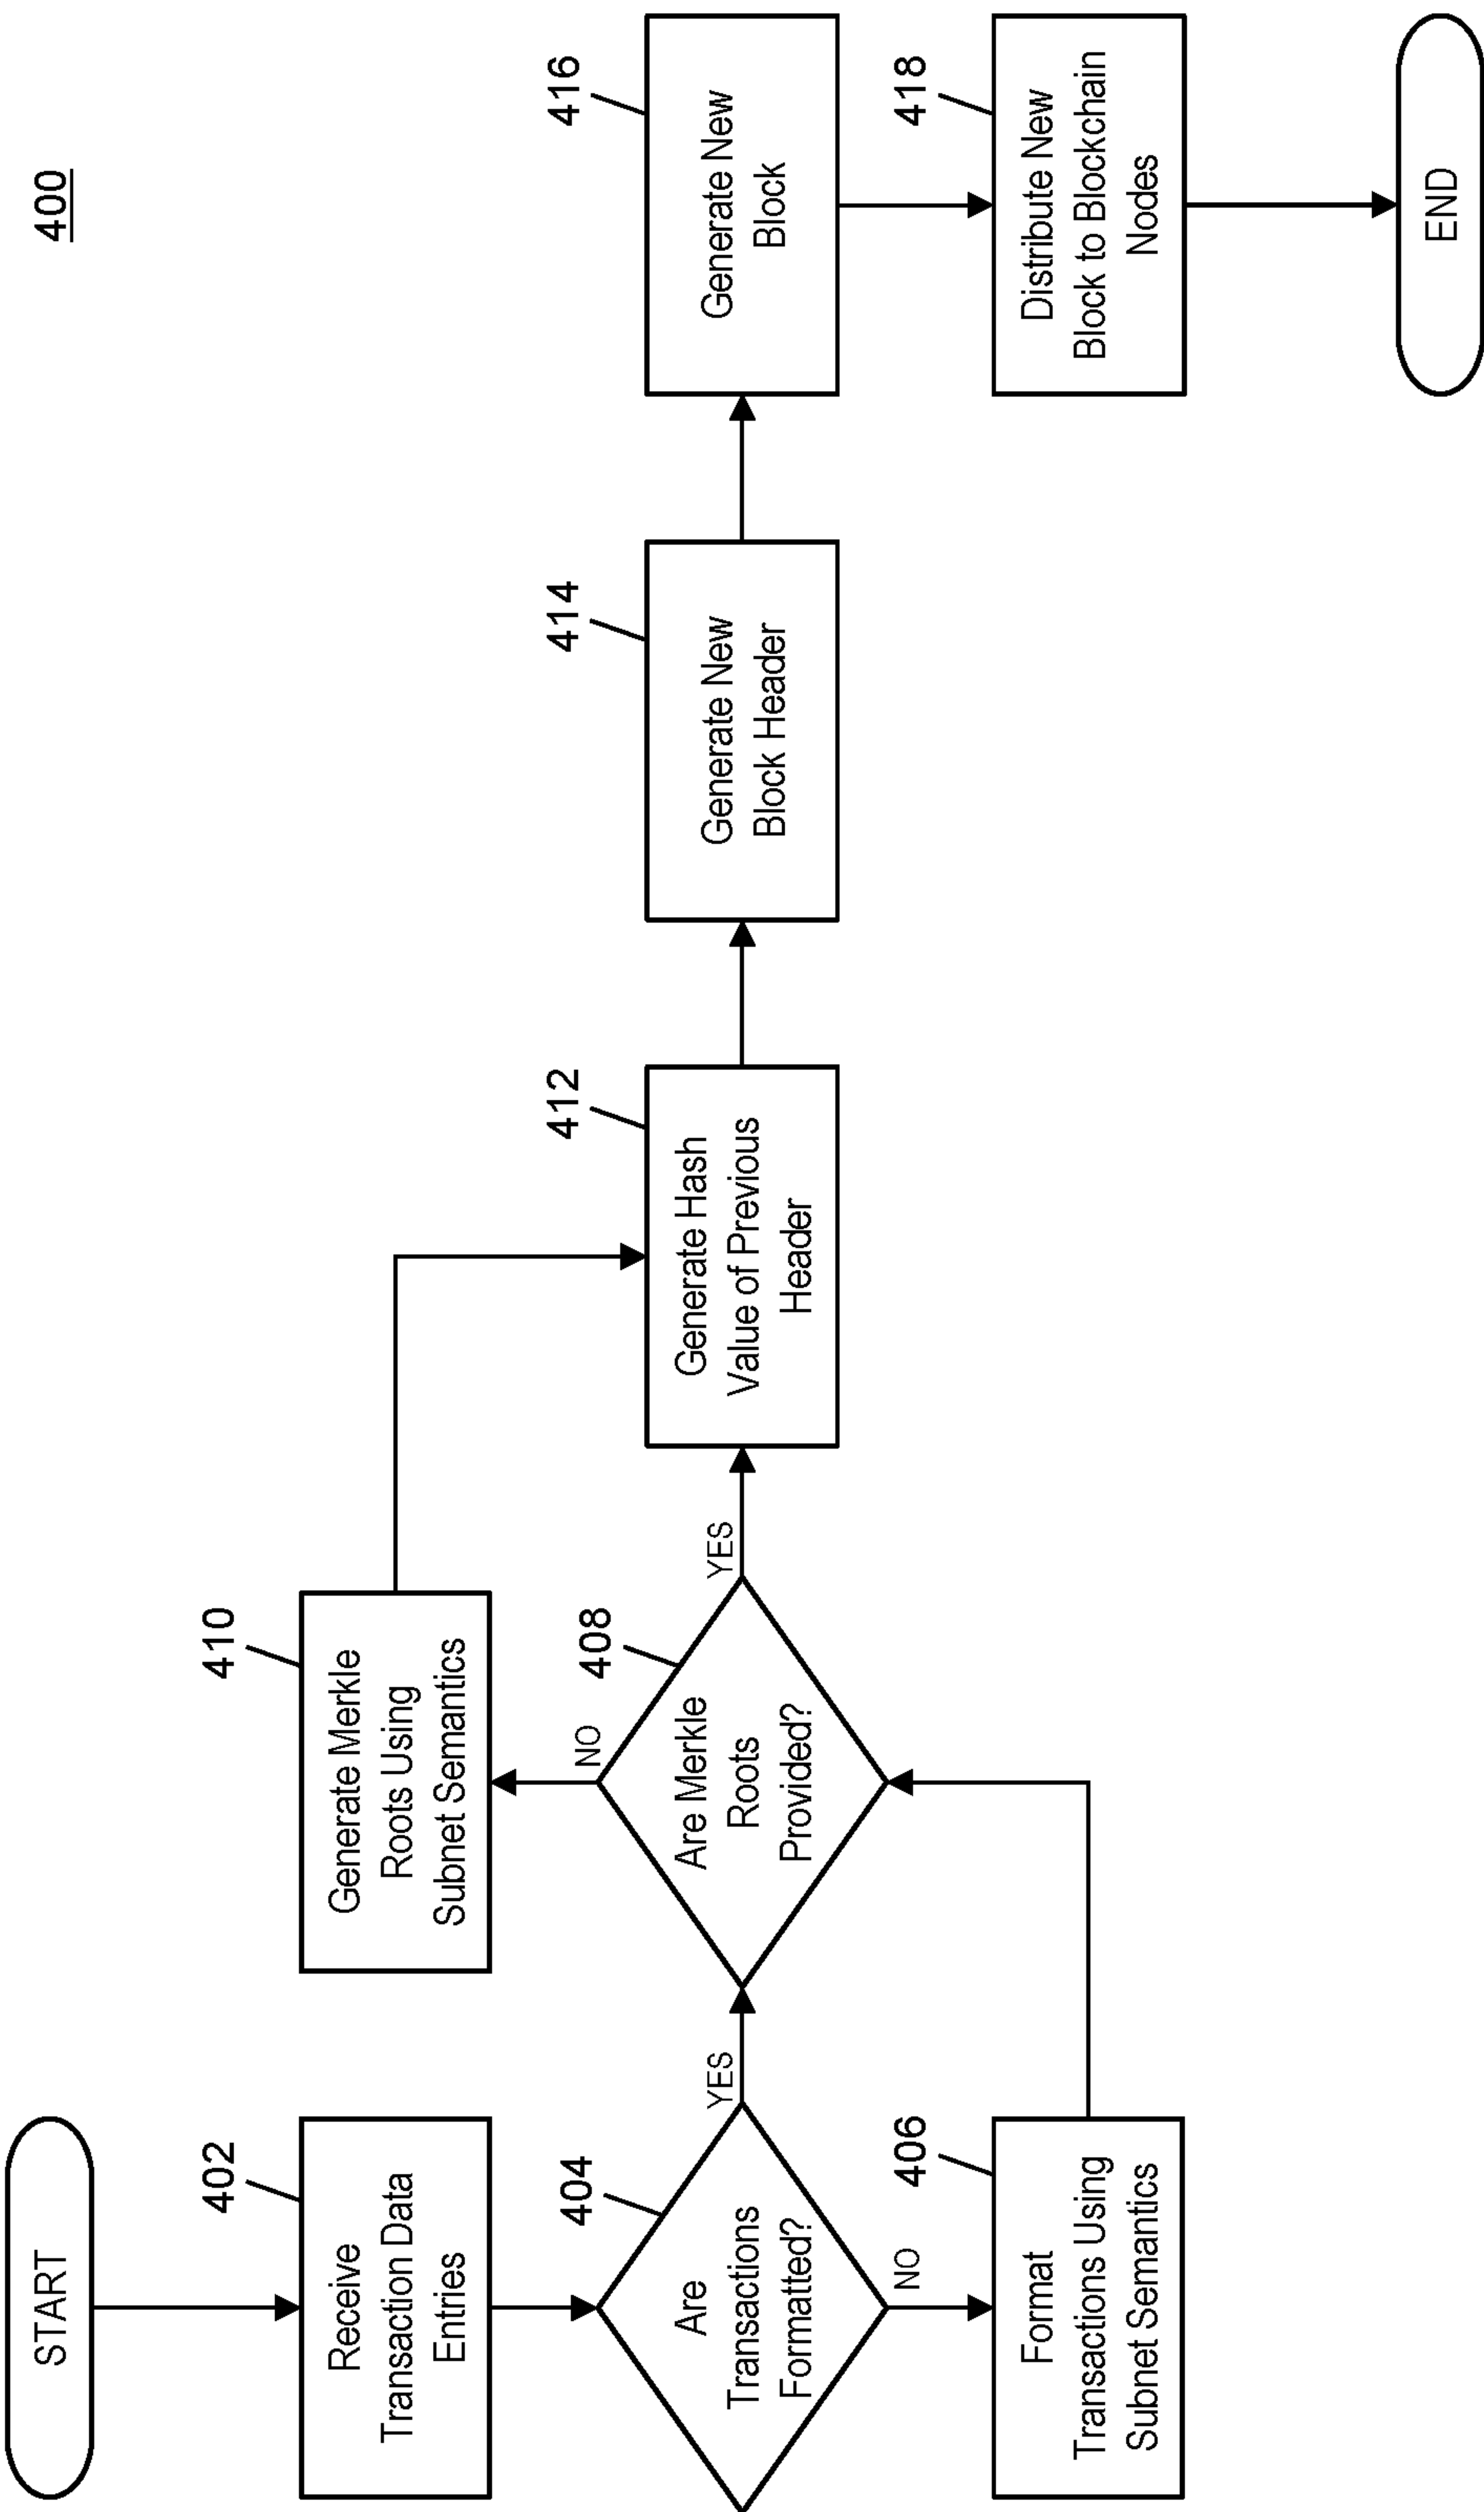 400
START
402
Receive
Transaction Data
Entries
404
Are
Transactions
Formatted?
YES
NO
406
Format
Transactions Using
Subnet Semantics
408
Are Merkle
Roots
Provided?
NO
YES
410
Generate Merkle
Roots Using
Subnet Semantics
412
Generate Hash
Value of Previous
Header
414
Generate New
Block Header
416
Generate New
Block
418
Distribute New
Block to Blockchain
Nodes
END